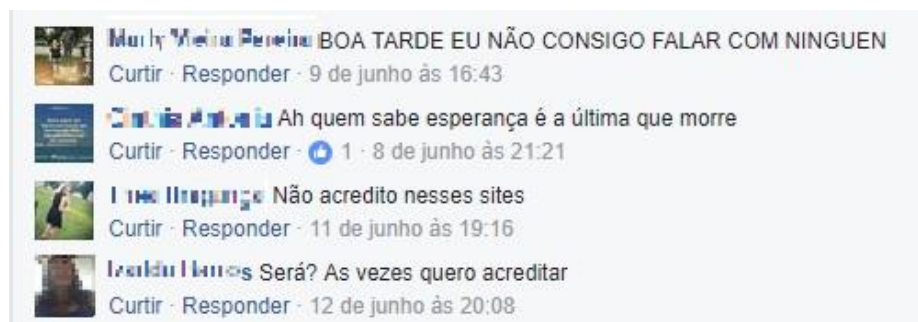 BOA TARDE EU NÃO CONSIGO FALAR COM NINGUEN
Curtir · Responder · 9 de junho às 16:43
Ah quem sabe esperança é a última que morre
Curtir · Responder · 1 · 8 de junho às 21:21
Não acredito nesses sites
Curtir · Responder · 11 de junho às 19:16
Será? As vezes quero acreditar
Curtir · Responder · 12 de junho às 20:08